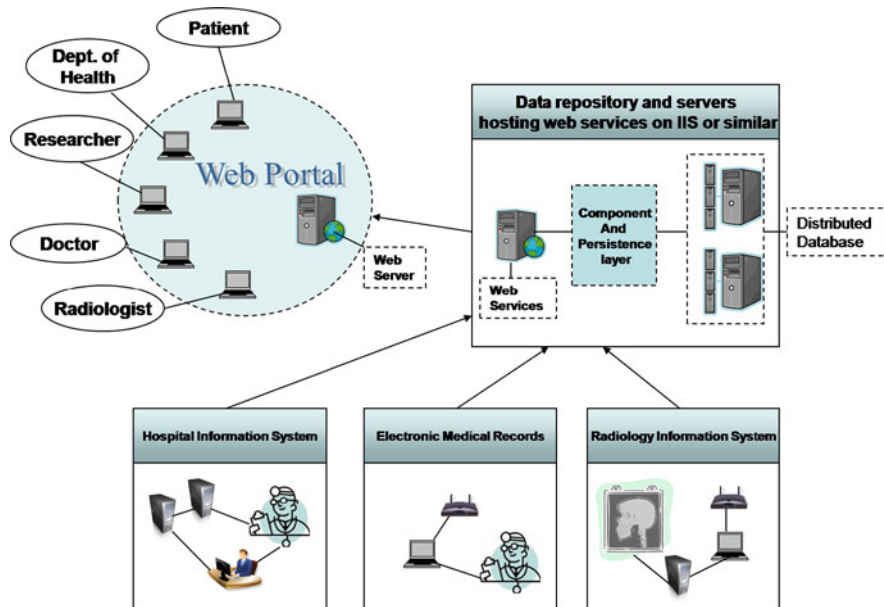 Patient
Dept. of
Health
Researcher
Doctor
Radiologist
Web Portal
Web
Server
Data repository and servers
hosting web services on IIS or similar
Web
Services
Component
And
Persistence
layer
Distributed
Database
Hospital Information System
Electronic Medical Records
Radiology Information System